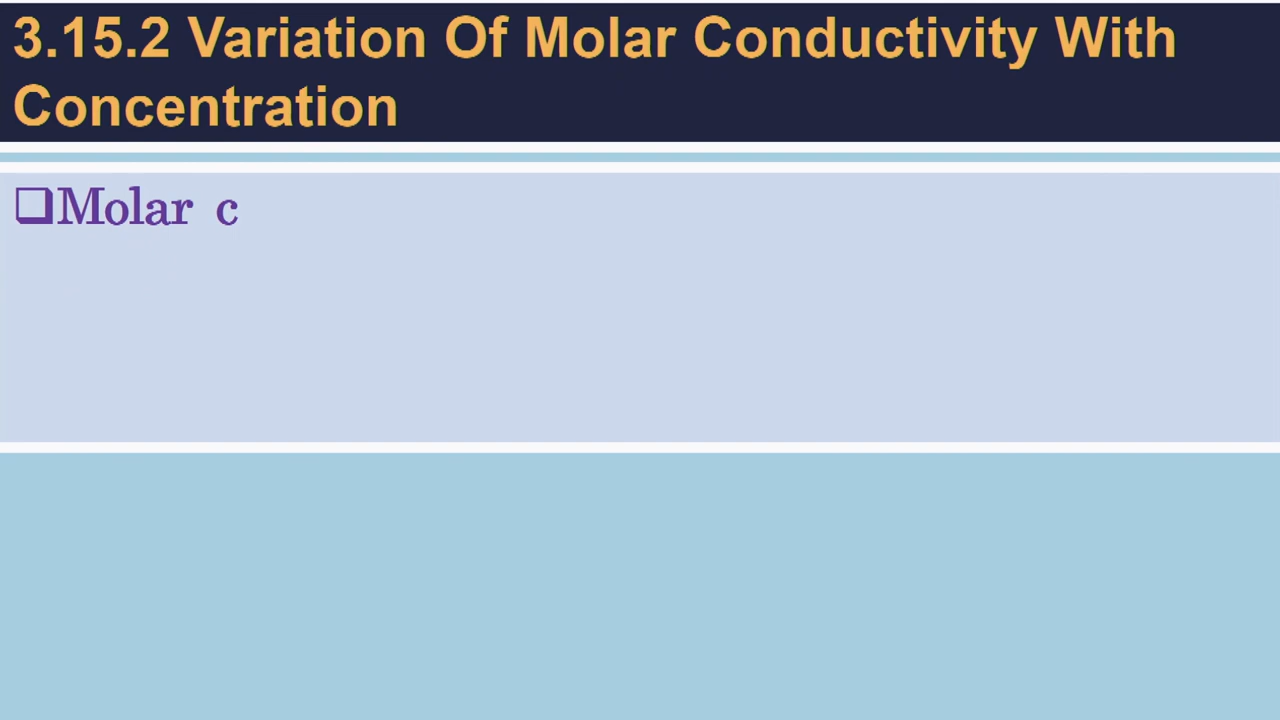 3.15.2 Variation Of Molar Conductivity With
Concentration
❑Molar c